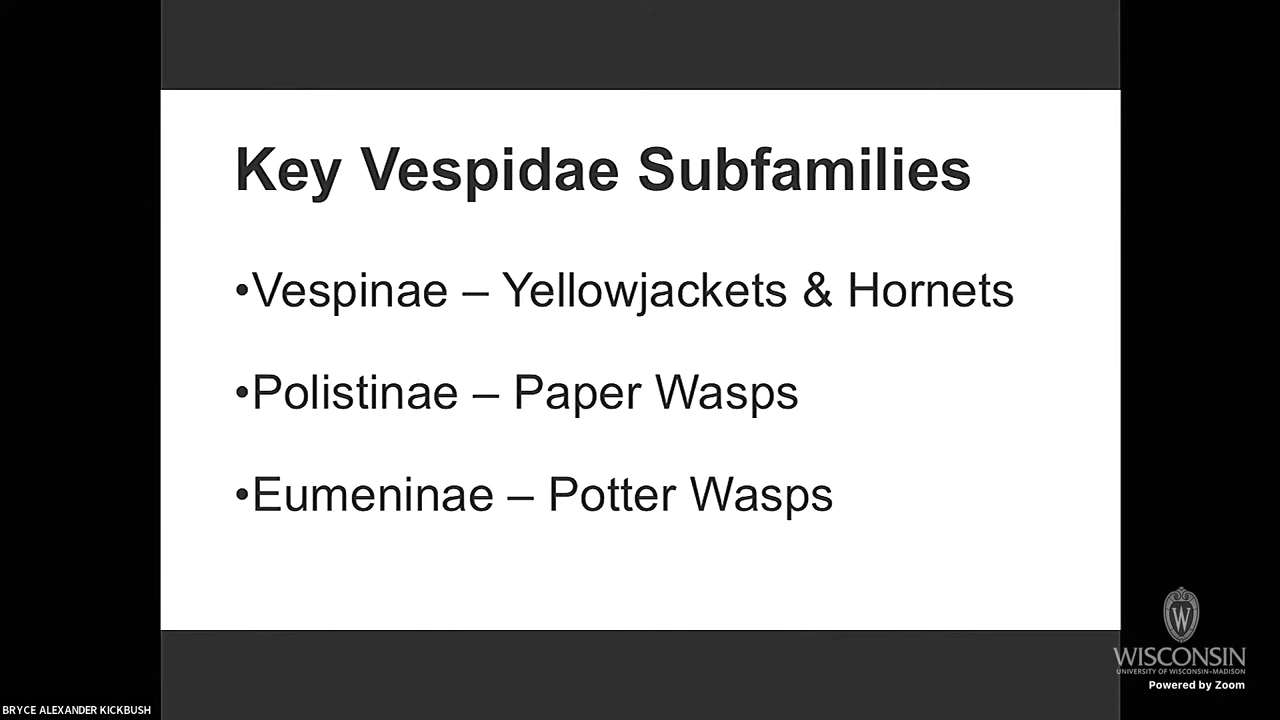 Key Vespidae Subfamilies
•Vespinae – Yellowjackets & Hornets
•Polistinae – Paper Wasps
•Eumeninae – Potter Wasps
W
WISCONSIN
UNIVERSITY OF WISCONSIN–MADISON
Powered by Zoom
BRYCE ALEXANDER KICKBUSH